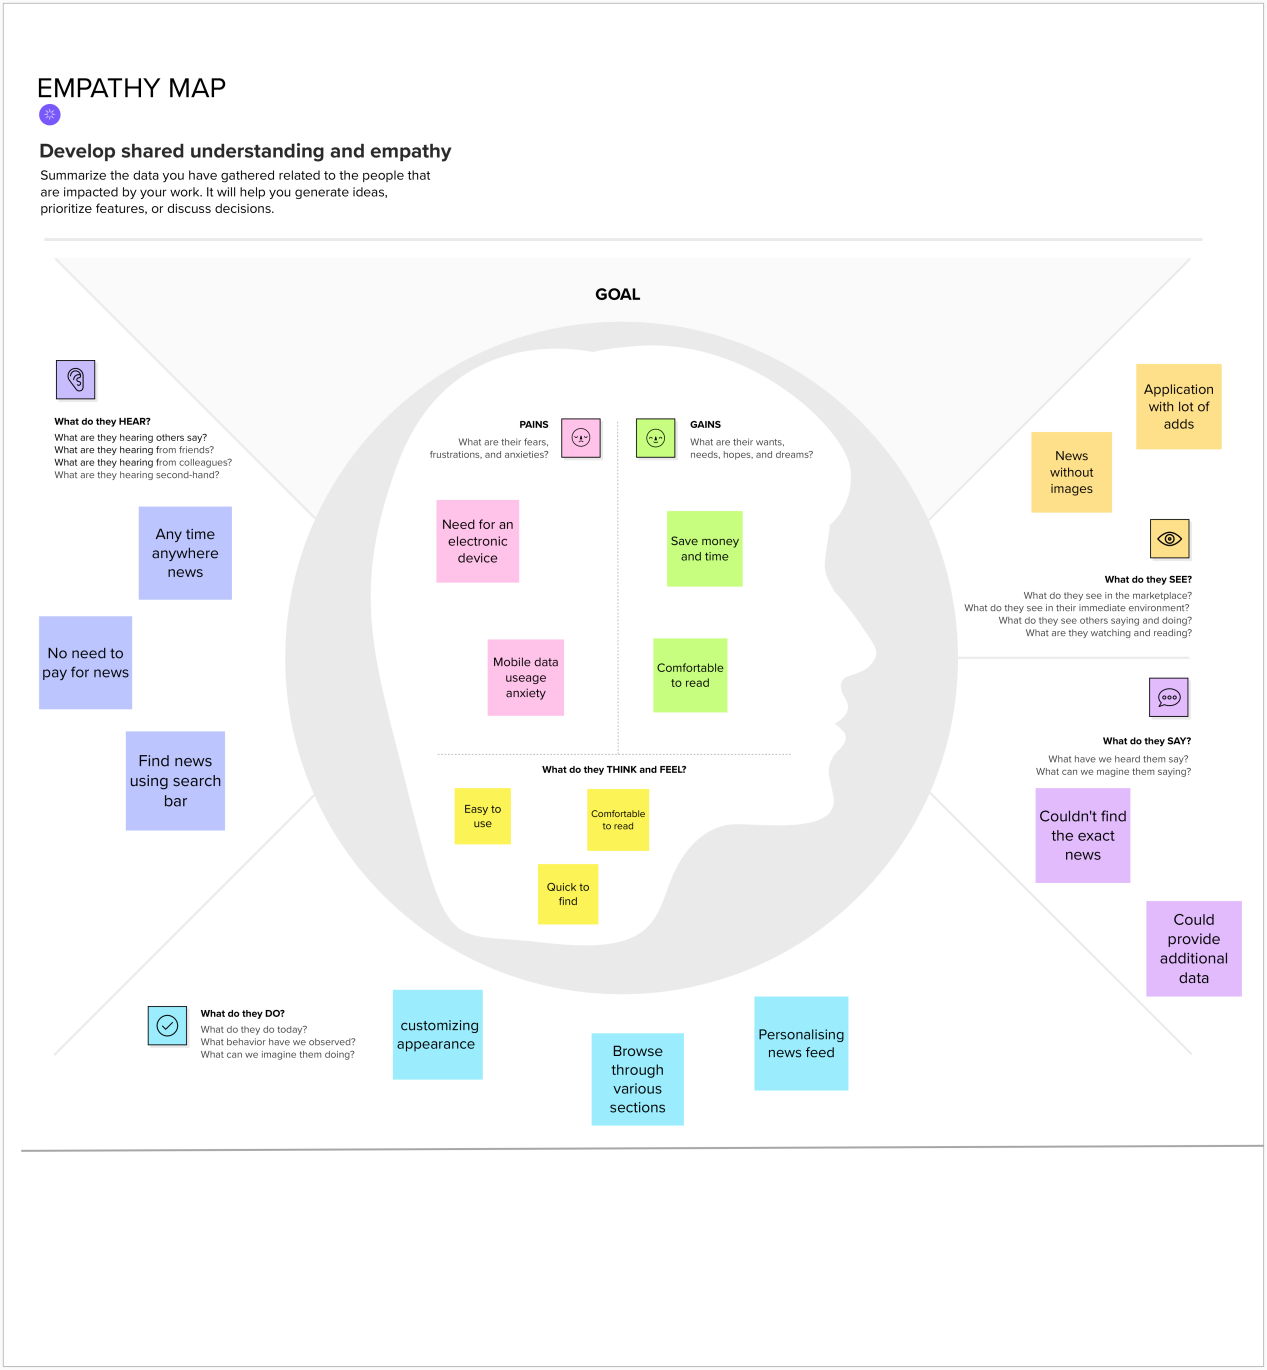 EMPATHY MAP
Develop shared understanding and empathy
Summarize the data you have gathered related to the people that
are impacted by your work. It will help you generate ideas,
prioritize features, or discuss decisions.
GOAL
What do they HEAR?
What are they hearing others say?
What are they hearing from friends?
What are they hearing from colleagues?
What are they hearing second-hand?
Any time
anywhere
news
No need to
pay for news
Find news
using search
bar
PAINS
What are their fears,
frustrations, and anxieties?
Need for an
electronic
device
Mobile data
useage
anxiety
GAINS
What are their wants,
needs, hopes, and dreams?
Save money
and time
Comfortable
to read
What do they THINK and FEEL?
Easy to
use
Comfortable
to read
Quick to
find
Application
with lot of
adds
News
without
images
What do they SEE?
What do they see in the marketplace?
What do they see in their immediate environment?
What do they see others saying and doing?
What are they watching and reading?
What do they SAY?
What have we heard them say?
What can we magine them saying?
Couldn't find
the exact
news
Could
provide
additional
data
What do they DO?
What do they do today?
What behavior have we observed?
What can we imagine them doing?
customizing
appearance
Browse
through
various
sections
Personalising
news feed